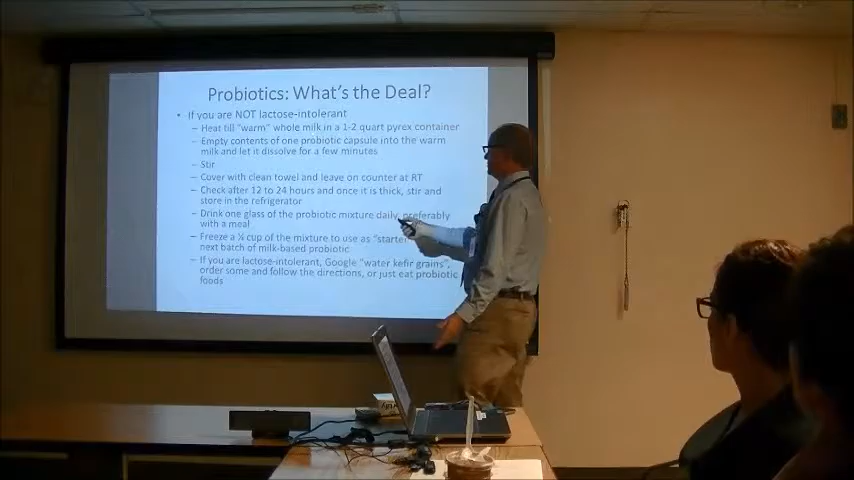 Probiotics: What's the Deal?
• If you are NOT lactose-intolerant
– Heat till "warm" whole milk in a 1-2 quart pyrex container
– Empty contents of one probiotic capsule into the warm
milk and let it dissolve for a few minutes
– Stir
– Cover with clean towel and leave on counter at RT
– Check after 12 to 24 hours and once it is thick, stir and
store in the refrigerator
– Drink one glass of the probiotic mixture daily, preferably
with a meal
– Freeze a ¼ cup of the mixture to use as "starter
next batch of milk-based probiotic
– If you are lactose-intolerant, Google "water kefir grains",
order some and follow the directions, or just eat probiotic
foods